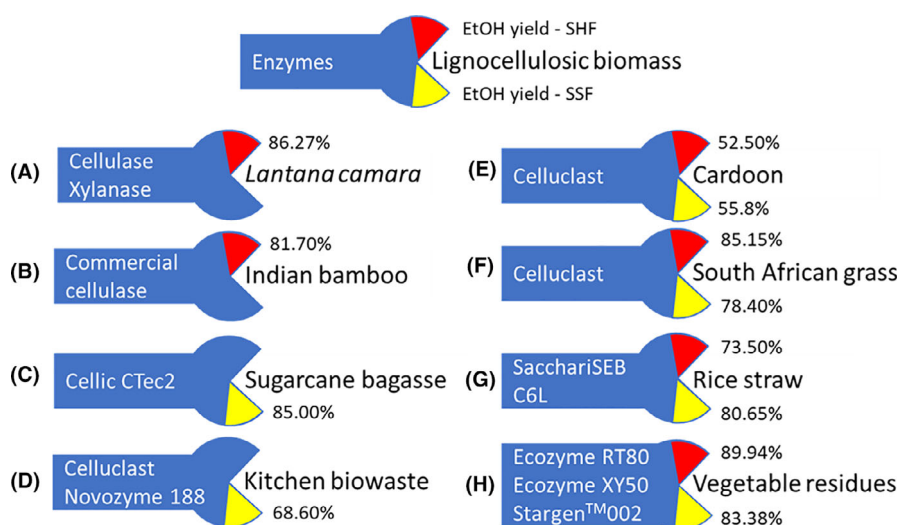 EtOH yield - SHF
Enzymes
Lignocellulosic biomass
EtOH yield - SSF
(A)
Cellulase
Xylanase
86.27%
Lantana camara
(B)
Commercial
cellulase
81.70%
Indian bamboo
(C)
Cellic CTec2
Sugarcane bagasse
85.00%
(D)
Celluclast
Novozyme 188
Kitchen biowaste
68.60%
(E)
Celluclast
52.50%
Cardoon
55.8%
(F)
Celluclast
85.15%
South African grass
78.40%
(G)
SacchariSEB
C6L
73.50%
Rice straw
80.65%
(H)
Ecozyme RT80
Ecozyme XY50
Stargen™002
89.94%
Vegetable residues
83.38%